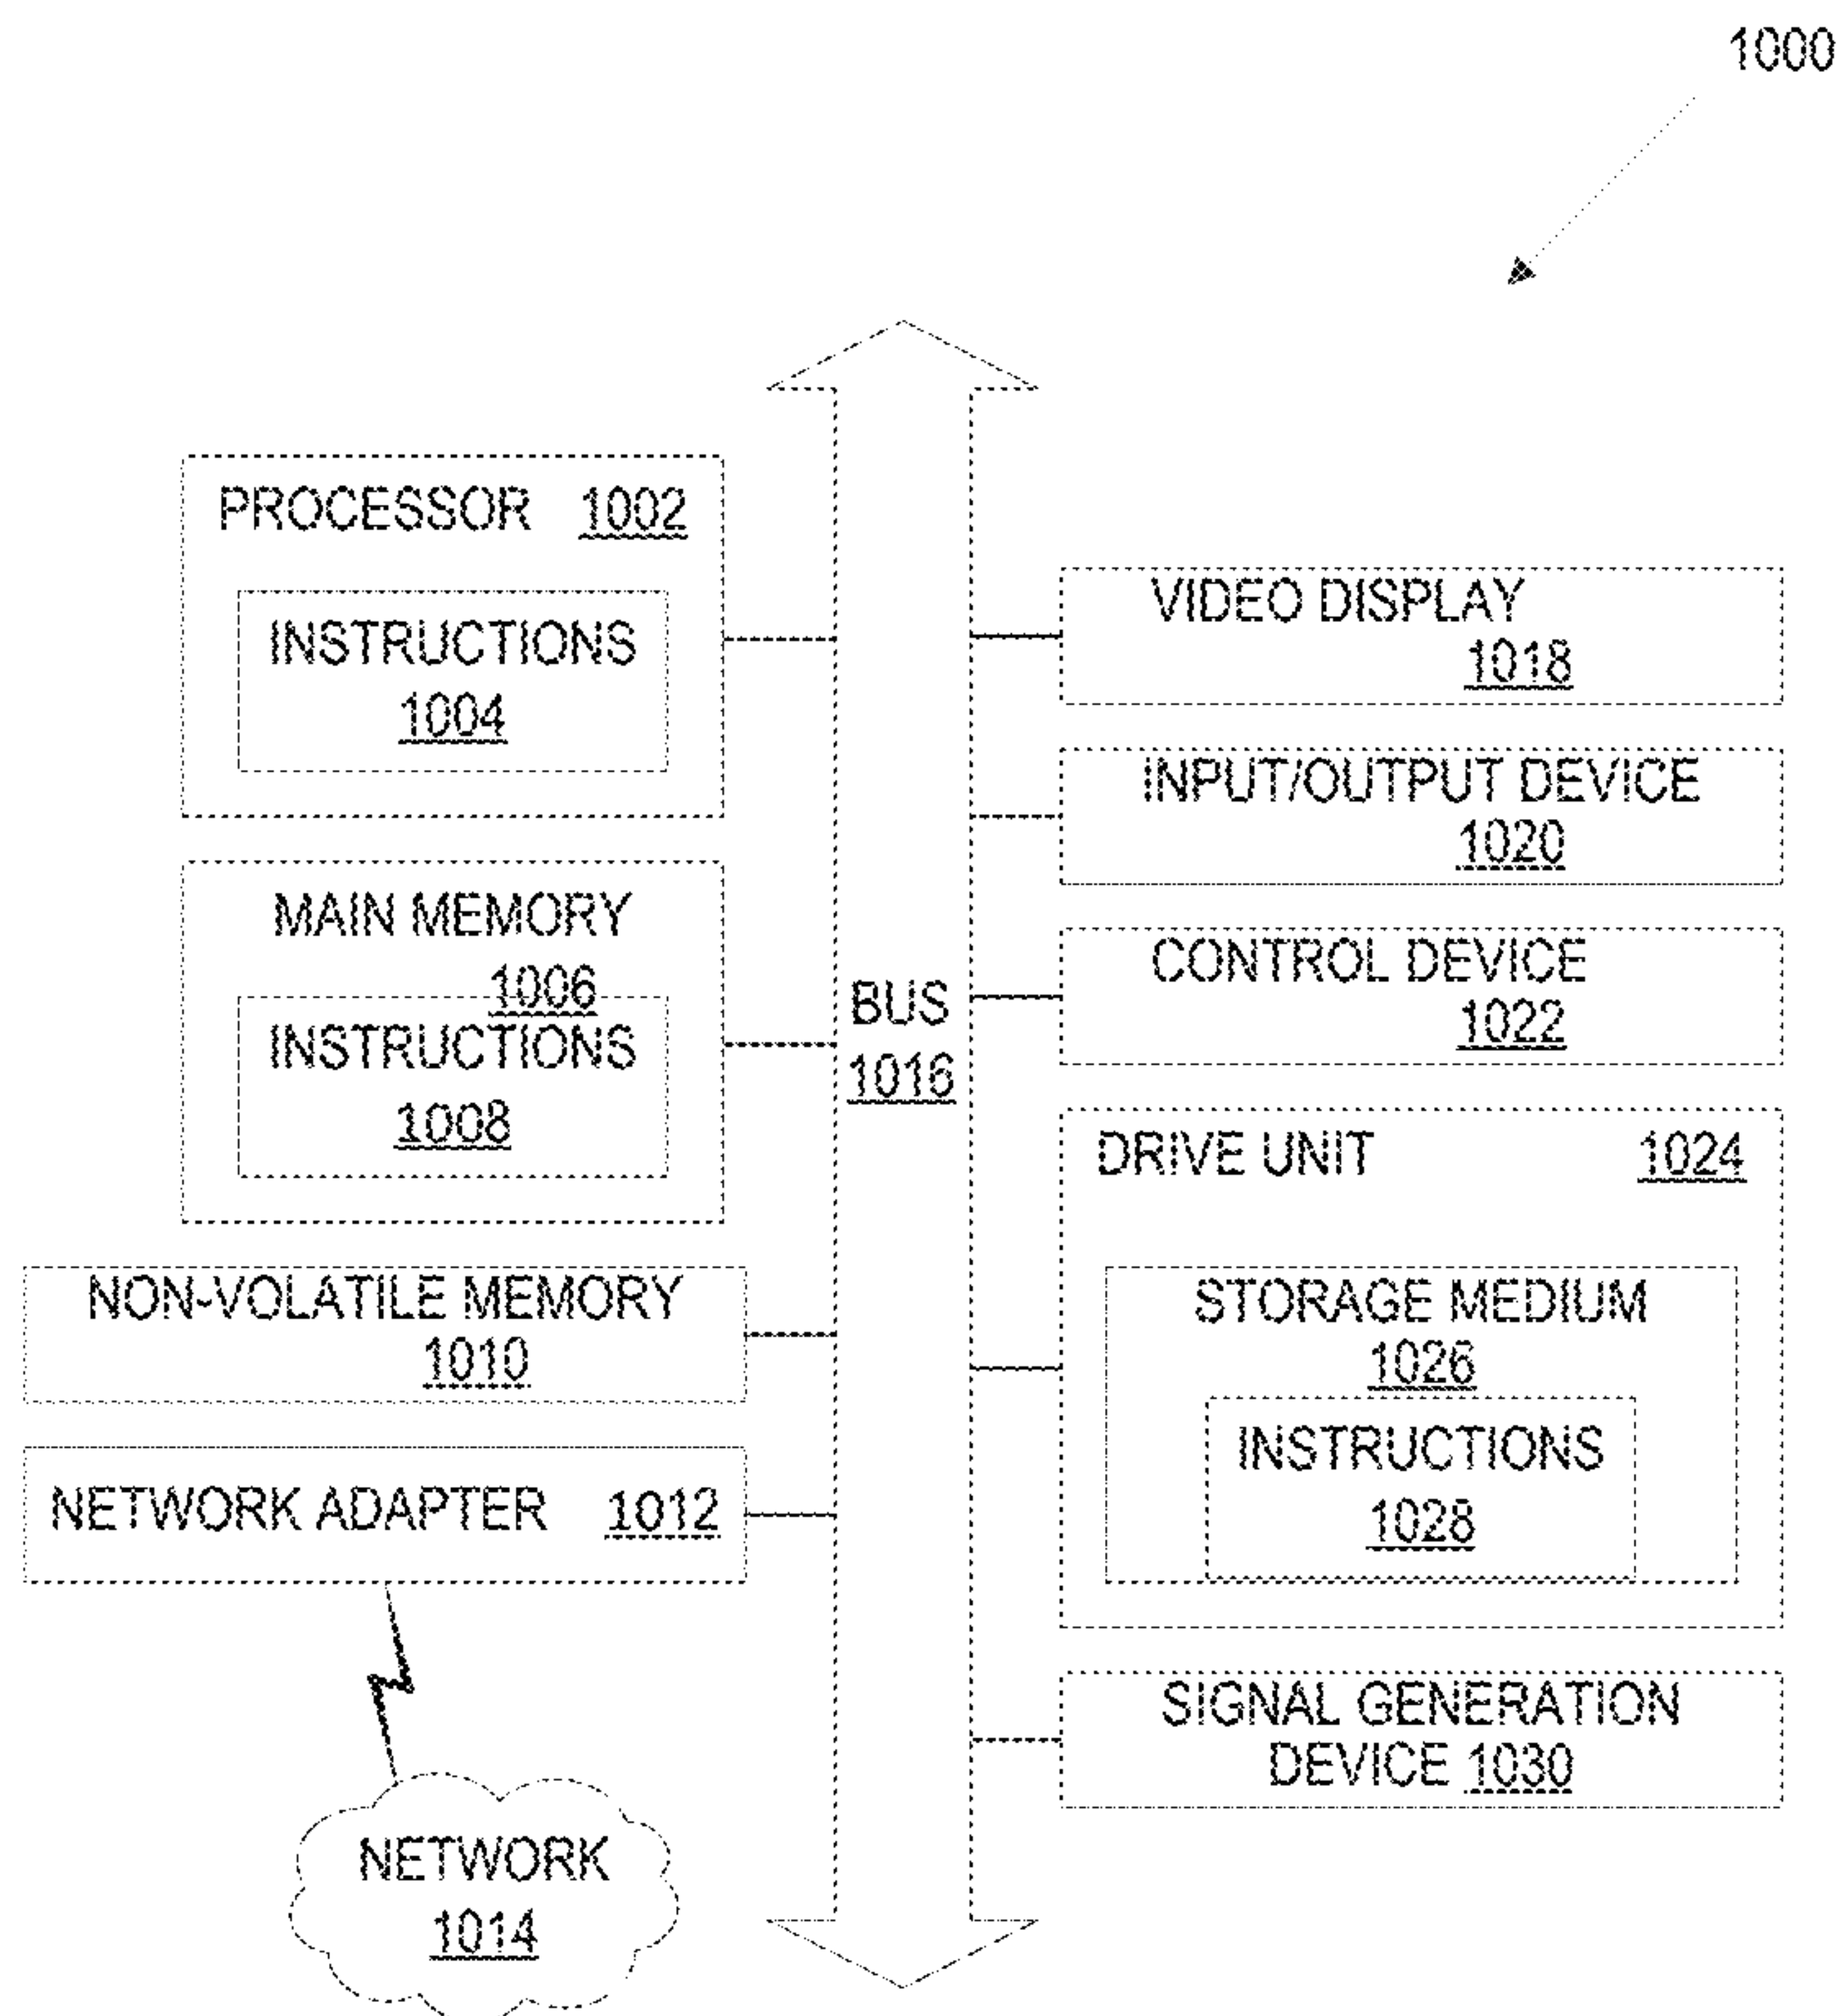 1000
PROCESSOR 1002
INSTRUCTIONS
1004
MAIN MEMORY
1006
INSTRUCTIONS
1008
NON-VOLATILE MEMORY
1010
NETWORK ADAPTER 1012
NETWORK
1014
BUS
1016
VIDEO DISPLAY
1018
INPUT/OUTPUT DEVICE
1020
CONTROL DEVICE
1022
DRIVE UNIT 1024
STORAGE MEDIUM
1026
INSTRUCTIONS
1028
SIGNAL GENERATION
DEVICE 1030